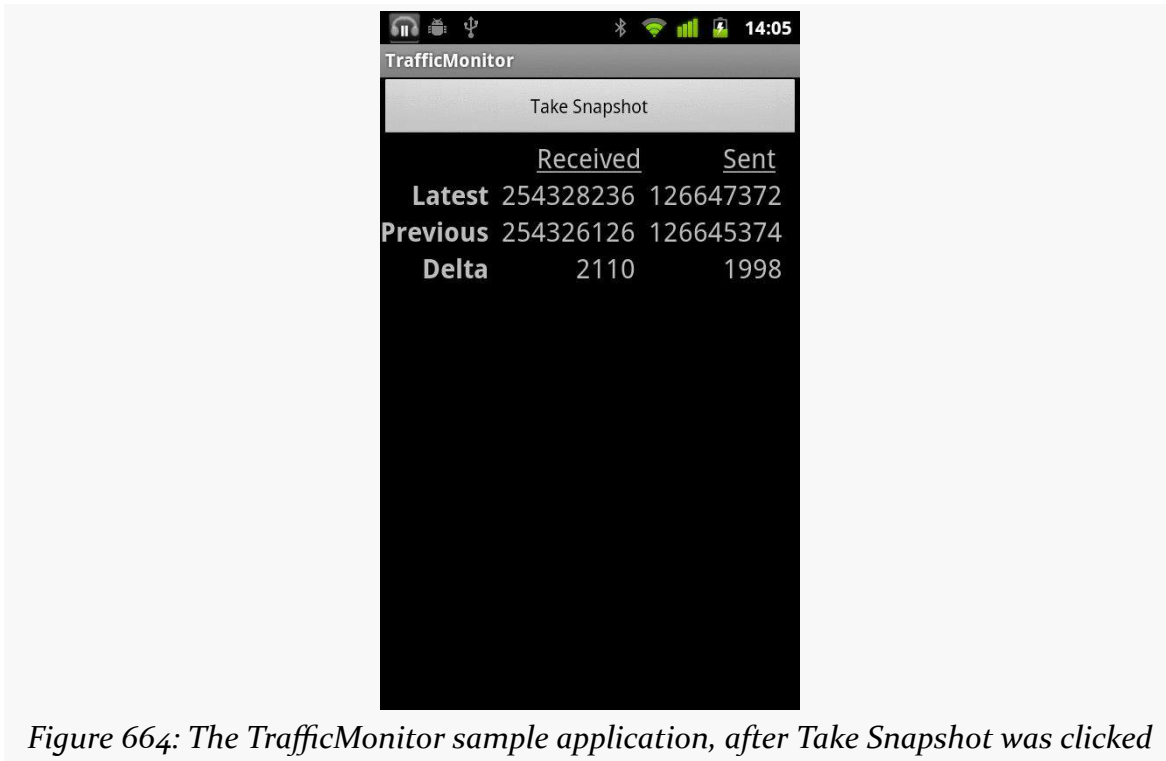 14:05
TrafficMonitor
Take Snapshot
Received Sent
Latest 254328236 126647372
Previous 254326126 126645374
Delta 2110 1998
Figure 664: The TrafficMonitor sample application, after Take Snapshot was clicked